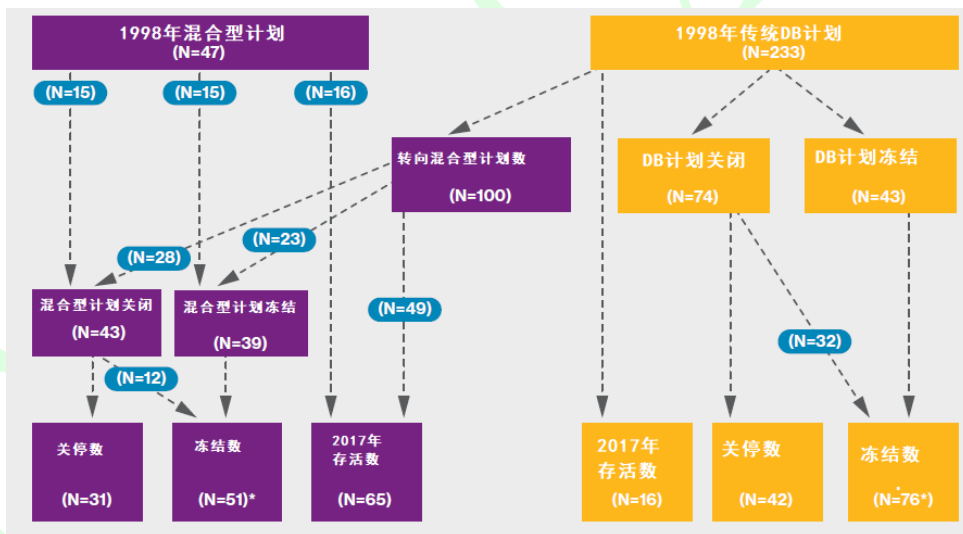 1998年混合型计划
(N=47)
1998年传统DB计划
(N=233)
(N=15)
(N=15)
(N=16)
转向混合型计划数
(N=100)
DB计划关闭
(N=74)
DB计划冻结
(N=43)
(N=23)
(N=28)
混合型计划关闭
(N=43)
混合型计划冻结
(N=39)
(N=49)
(N=32)
(N=12)
关停数
(N=31)
冻结数
(N=51)*
2017年
存活数
(N=65)
2017年
存活数
(N=16)
关停数
(N=42)
冻结数
(N=76*)